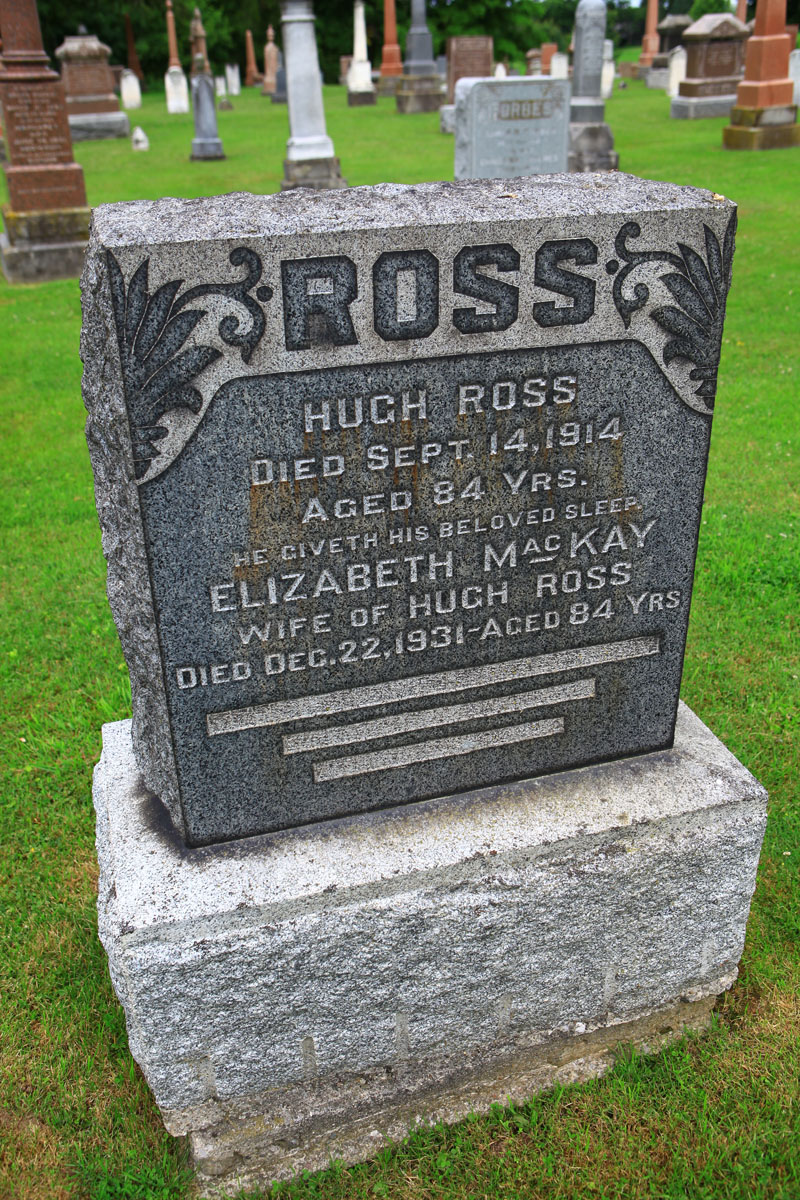 ROSS
HUGH ROSS
DIED SEPT. 14, 1914
AGED 84 YRS.
HE GIVETH HIS BELOVED SLEEP.
ELIZABETH MACKAY
WIFE OF HUGH ROSS
DIED DEC. 22, 1931-AGED 84 YRS